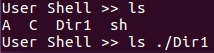 User Shell >> ls
A  C  Dir1  sh
User Shell >> ls ./Dir1